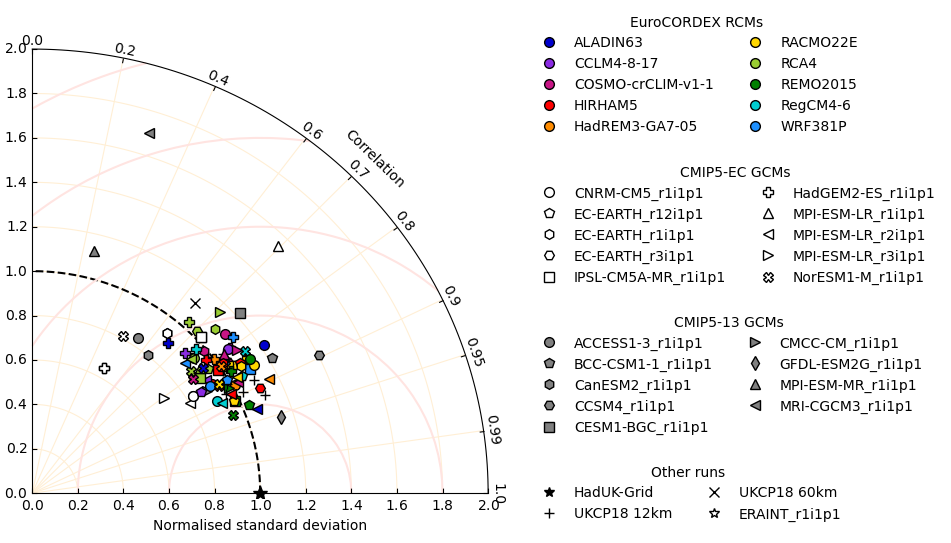 0.0
0.2
0.4
0.6
0.7
0.8
0.9
0.95
0.99
1.0
Correlation
2.0
1.8
1.6
1.4
1.2
1.0
0.8
0.6
0.4
0.2
0.0
0.0 0.2 0.4 0.6 0.8 1.0 1.2 1.4 1.6 1.8 2.0
Normalised standard deviation
EuroCORDEX RCMs
ALADIN63
CCLM4-8-17
COSMO-crCLIM-v1-1
HIRHAM5
HadREM3-GA7-05
RACMO22E
RCA4
REMO2015
RegCM4-6
WRF381P
CMIP5-EC GCMs
CNRM-CM5_r1i1p1
EC-EARTH_r12i1p1
EC-EARTH_r1i1p1
EC-EARTH_r3i1p1
IPSL-CM5A-MR_r1i1p1
HadGEM2-ES_r1i1p1
MPI-ESM-LR_r1i1p1
MPI-ESM-LR_r2i1p1
MPI-ESM-LR_r3i1p1
NorESM1-M_r1i1p1
CMIP5-13 GCMs
ACCESS1-3_r1i1p1
BCC-CSM1-1_r1i1p1
CanESM2_r1i1p1
CCSM4_r1i1p1
CESM1-BGC_r1i1p1
CMCC-CM_r1i1p1
GFDL-ESM2G_r1i1p1
MPI-ESM-MR_r1i1p1
MRI-CGCM3_r1i1p1
Other runs
HadUK-Grid
UKCP18 12km
UKCP18 60km
ERAINT_r1i1p1